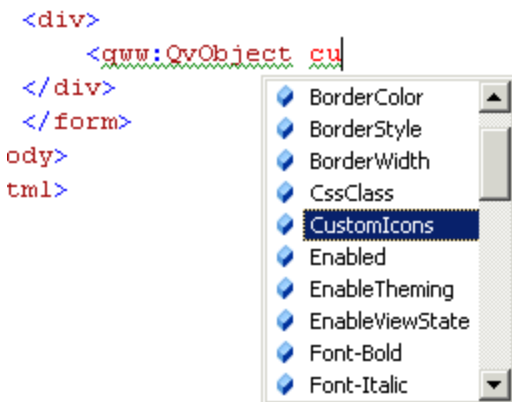 <div>
<qww:QvObject cu
</div>
</form>
ody>
tml>
BorderColor
BorderStyle
BorderWidth
CssClass
CustomIcons
Enabled
EnableTheming
EnableViewState
Font-Bold
Font-Italic